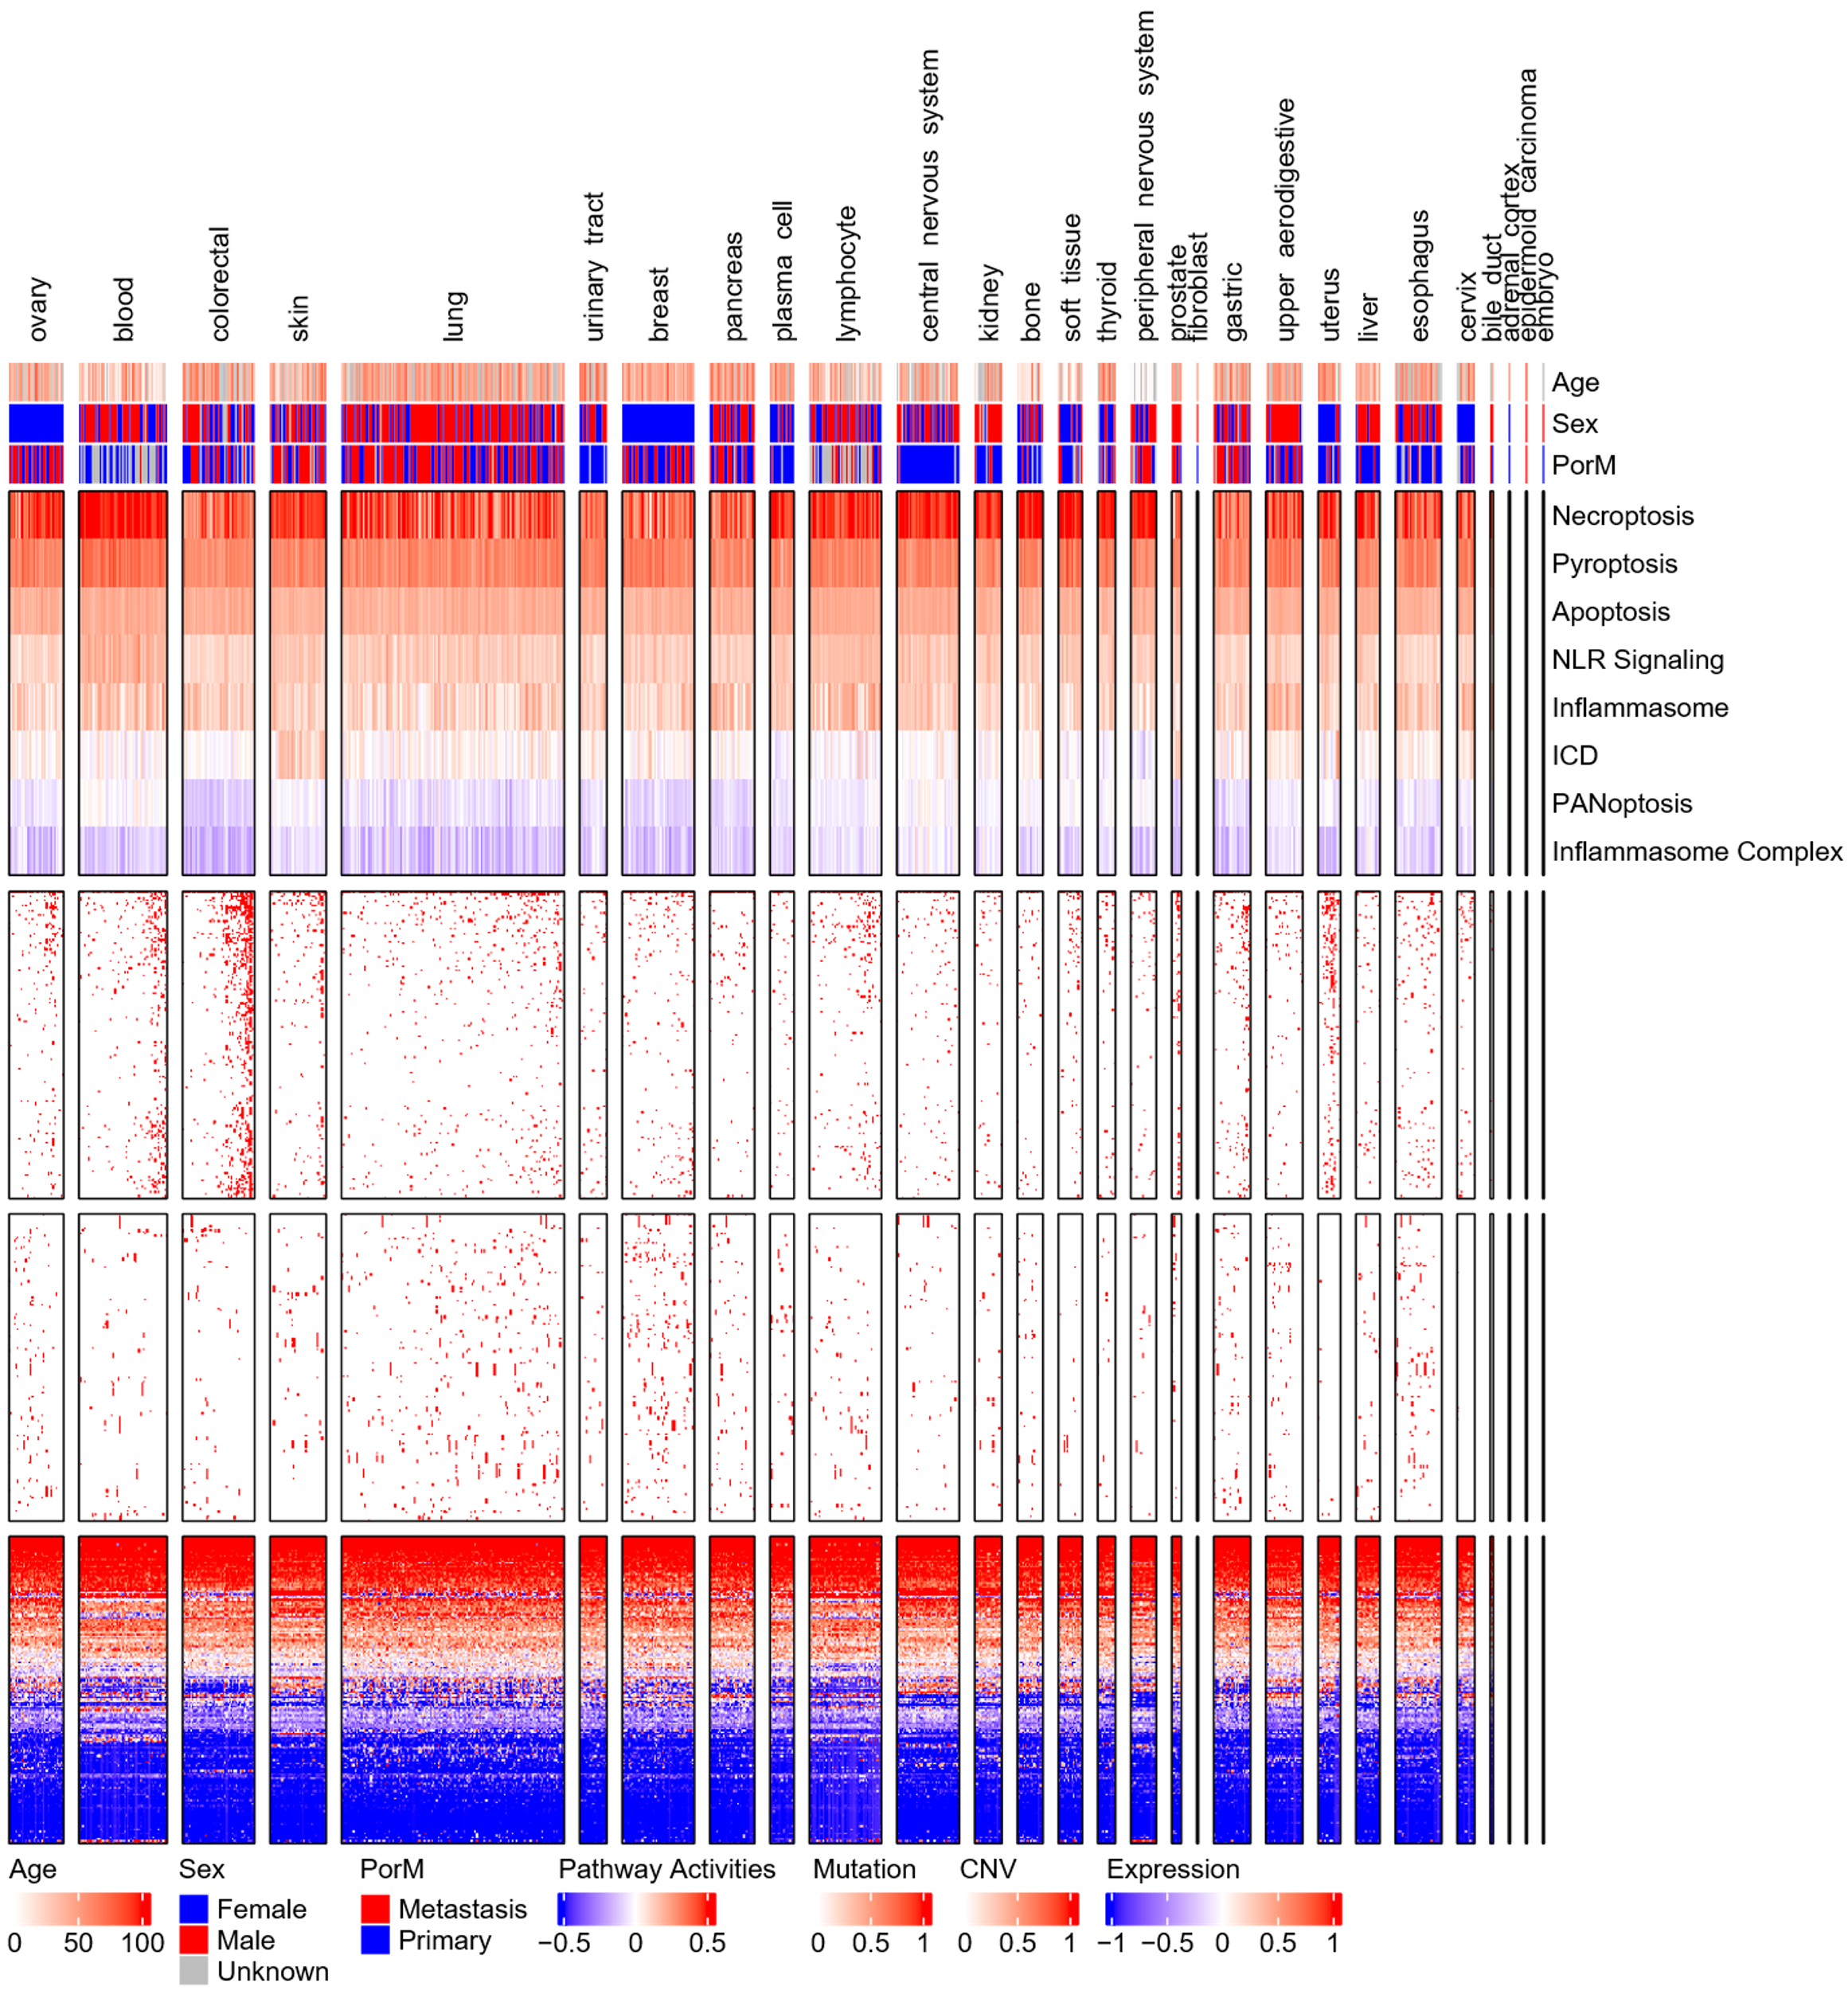 ovary
blood
colorectal
skin
lung
urinary tract
breast
pancreas
plasma cell
lymphocyte
central nervous system
kidney
bone
soft tissue
thyroid
peripheral nervous system
prostate
fibroblast
gastric
upper aerodigestive
uterus
liver
esophagus
cervix
bile duct
adrenal cortex
epidermoid carcinoma
embryo
Age
Sex
PorM
Necroptosis
Pyroptosis
Apoptosis
NLR Signaling
Inflammasome
ICD
PANoptosis
Inflammasome Complex
Age
0 50 100
Sex
Female
Male
Unknown
PorM
Metastasis
Primary
Pathway Activities
−0.5 0 0.5
Mutation
0 0.5 1
CNV
0 0.5 1
Expression
−1 −0.5 0 0.5 1